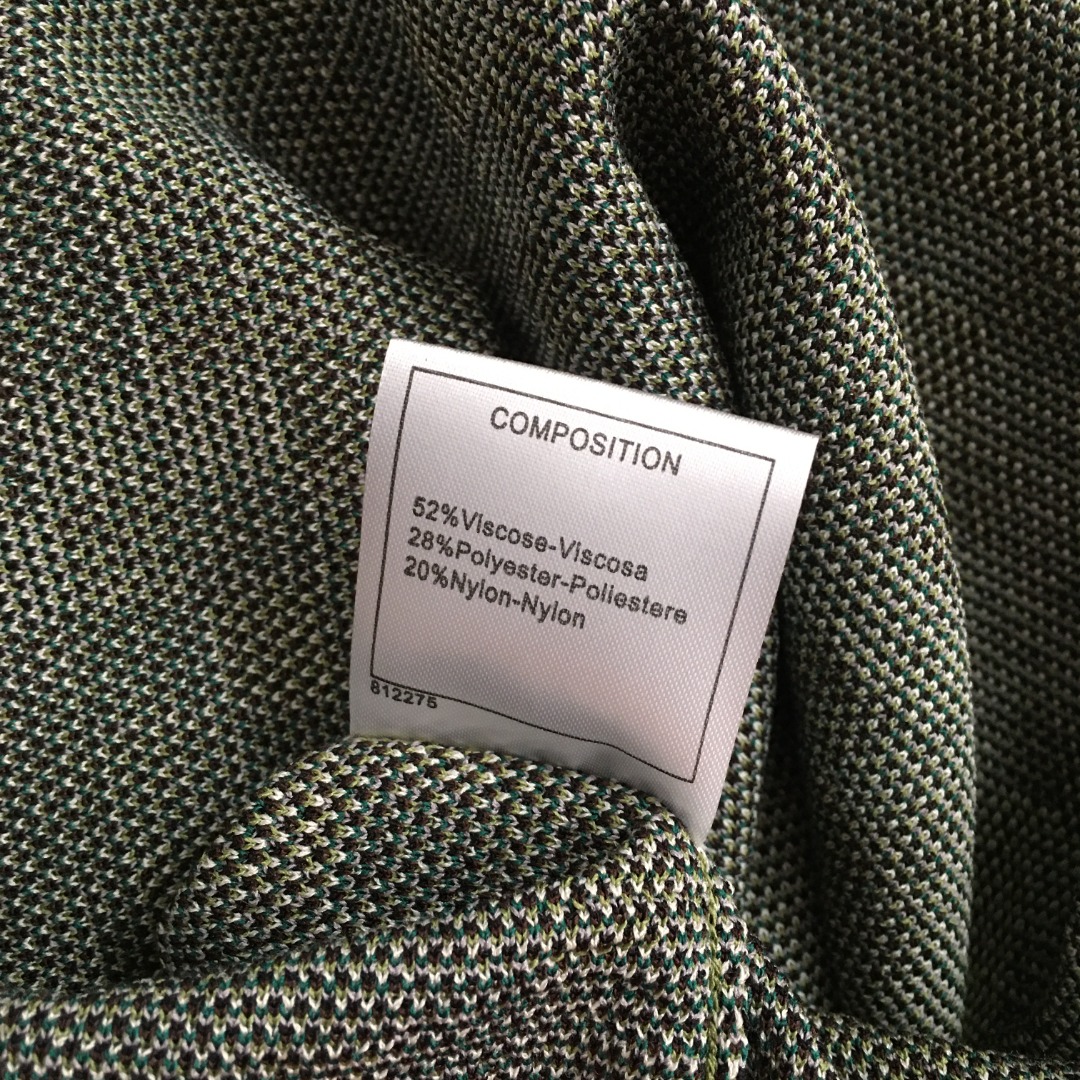 COMPOSITION
52%Viscose-Viscosa
28%Polyester-Poliestere
20%Nylon-Nylon
812275